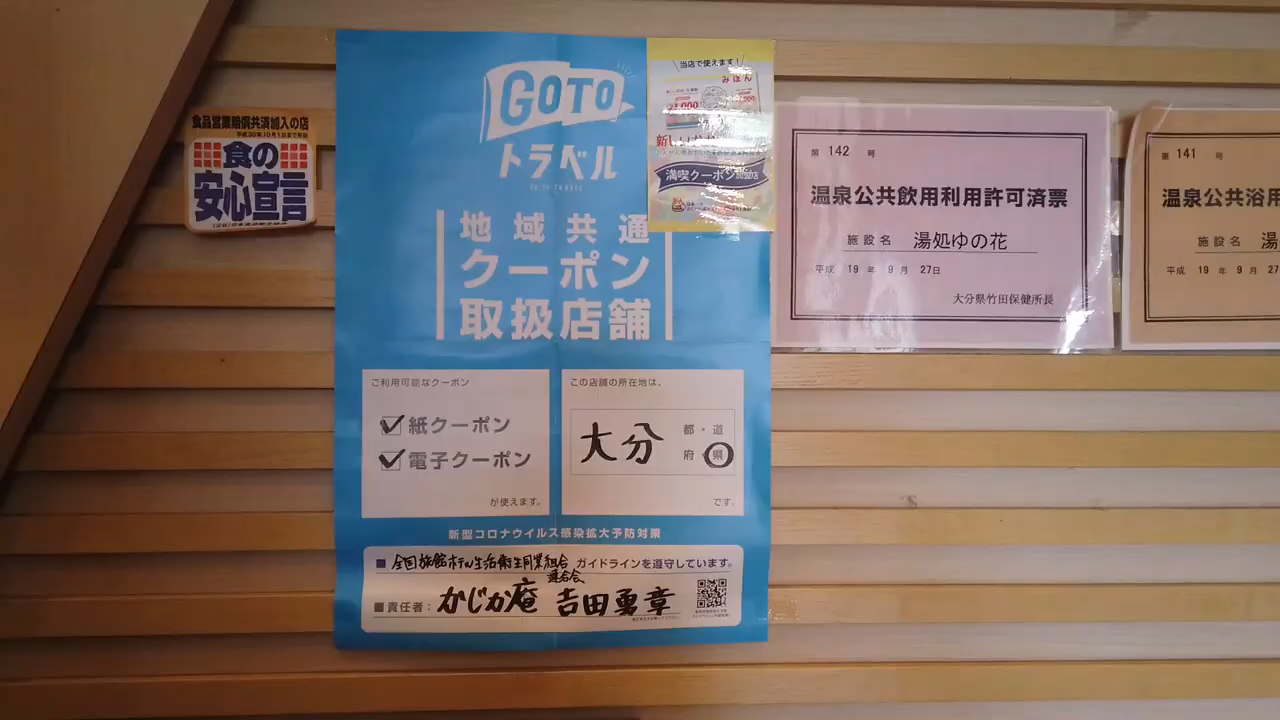 食品営業賠償共済加入の店
食の
安心宣言
GO TO
トラベル
Go To TRAVEL
地域共通
クーポン
取扱店舗
当店で使えます!
みほん
満喫クーポン
ご利用可能なクーポン
紙クーポン
電子クーポン
が使えます。
この店舗の所在地は、
大分
都・道
府・県
です。
新型コロナウイルス感染拡大予防対策
■全国旅館ホテル生活衛生同業組合 ガイドラインを遵守しています。
連合会
■責任者: かじか庵 吉田勇章
第 142 号
温泉公共飲用利用許可済票
施設名 湯処ゆの花
平成 19 年 9 月 27日
大分県竹田保健所長
第 141 号
温泉公共浴用
施設名 湯
平成 19 年 9 月 27